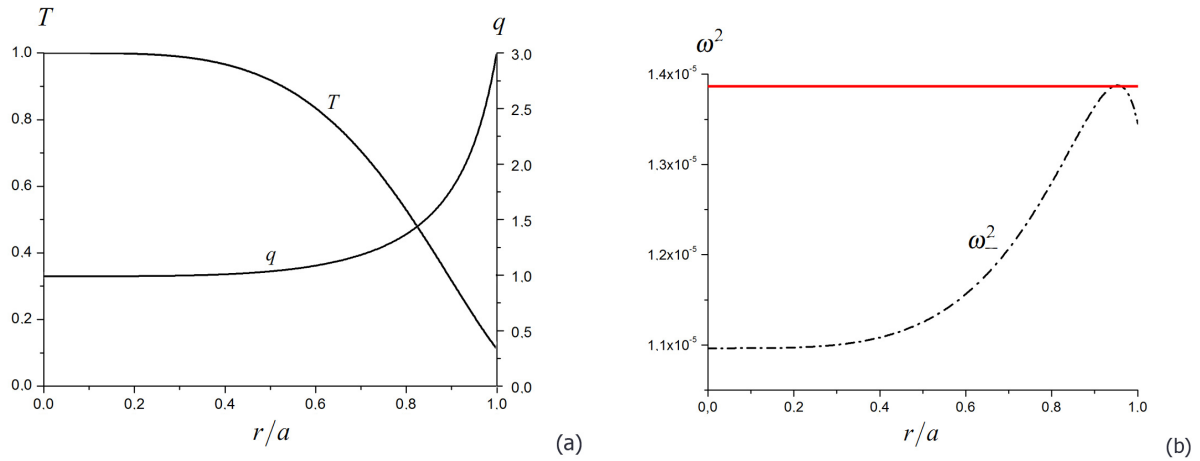 T
q
1.0
0.8
0.6
0.4
0.2
0.0
3.0
2.5
2.0
1.5
1.0
0.5
0.0
T
q
0.0 0.2 0.4 0.6 0.8 1.0
r/a
(a)
ω²
1.4x10⁻⁵
1.3x10⁻⁵
1.2x10⁻⁵
1,1x10⁻⁵
ω₋²
0,0 0.2 0.4 0.6 0.8 1.0
r/a
(b)